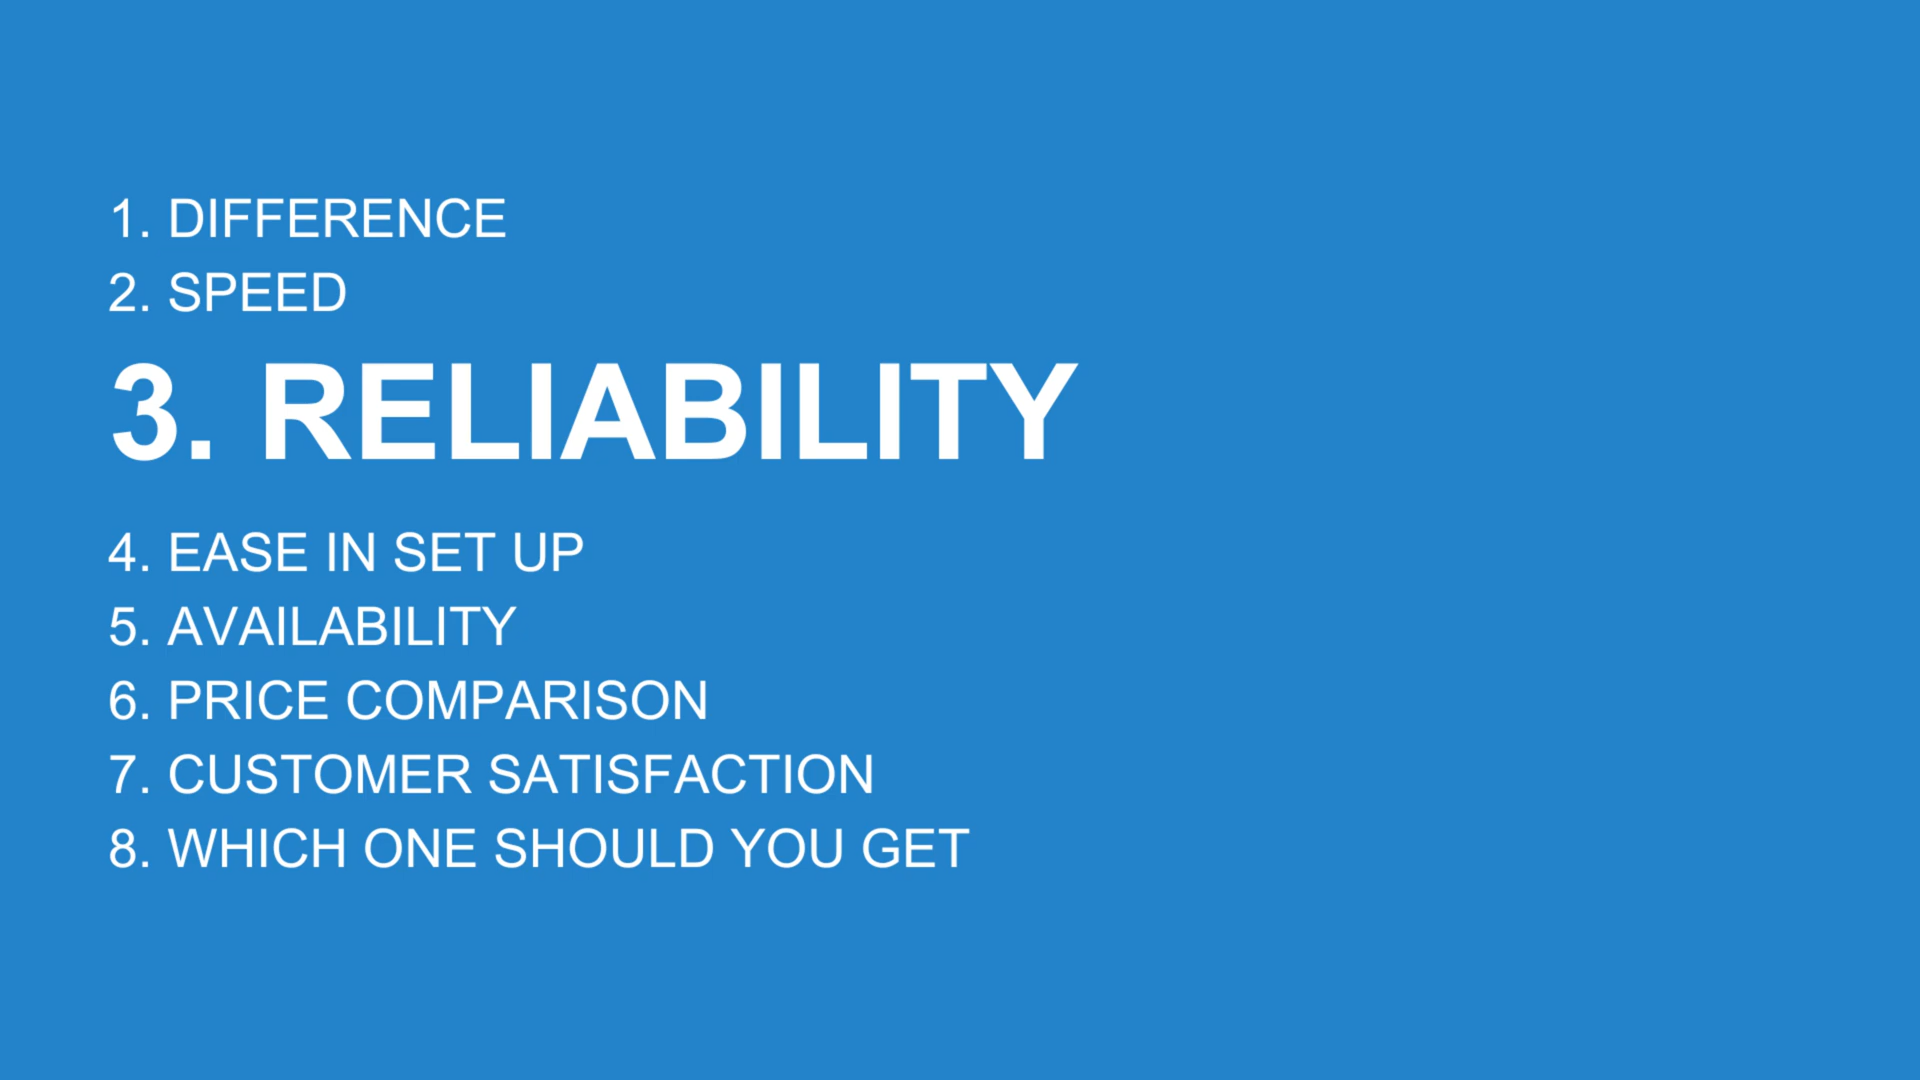 1. DIFFERENCE
2. SPEED
3. RELIABILITY
4. EASE IN SET UP
5. AVAILABILITY
6. PRICE COMPARISON
7. CUSTOMER SATISFACTION
8. WHICH ONE SHOULD YOU GET